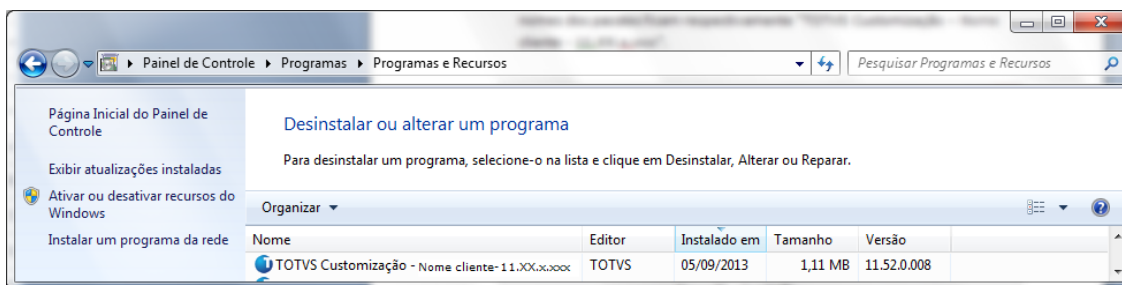 Painel de Controle ▸ Programas ▸ Programas e Recursos
Pesquisar Programas e Recursos
Página Inicial do Painel de
Controle
Exibir atualizações instaladas
Ativar ou desativar recursos do
Windows
Instalar um programa da rede
Desinstalar ou alterar um programa
Para desinstalar um programa, selecione-o na lista e clique em Desinstalar, Alterar ou Reparar.
Organizar
Nome Editor Instalado em Tamanho Versão
TOTVS Customização - Nome cliente-11.XX.x.xxx TOTVS 05/09/2013 1,11 MB 11.52.0.008